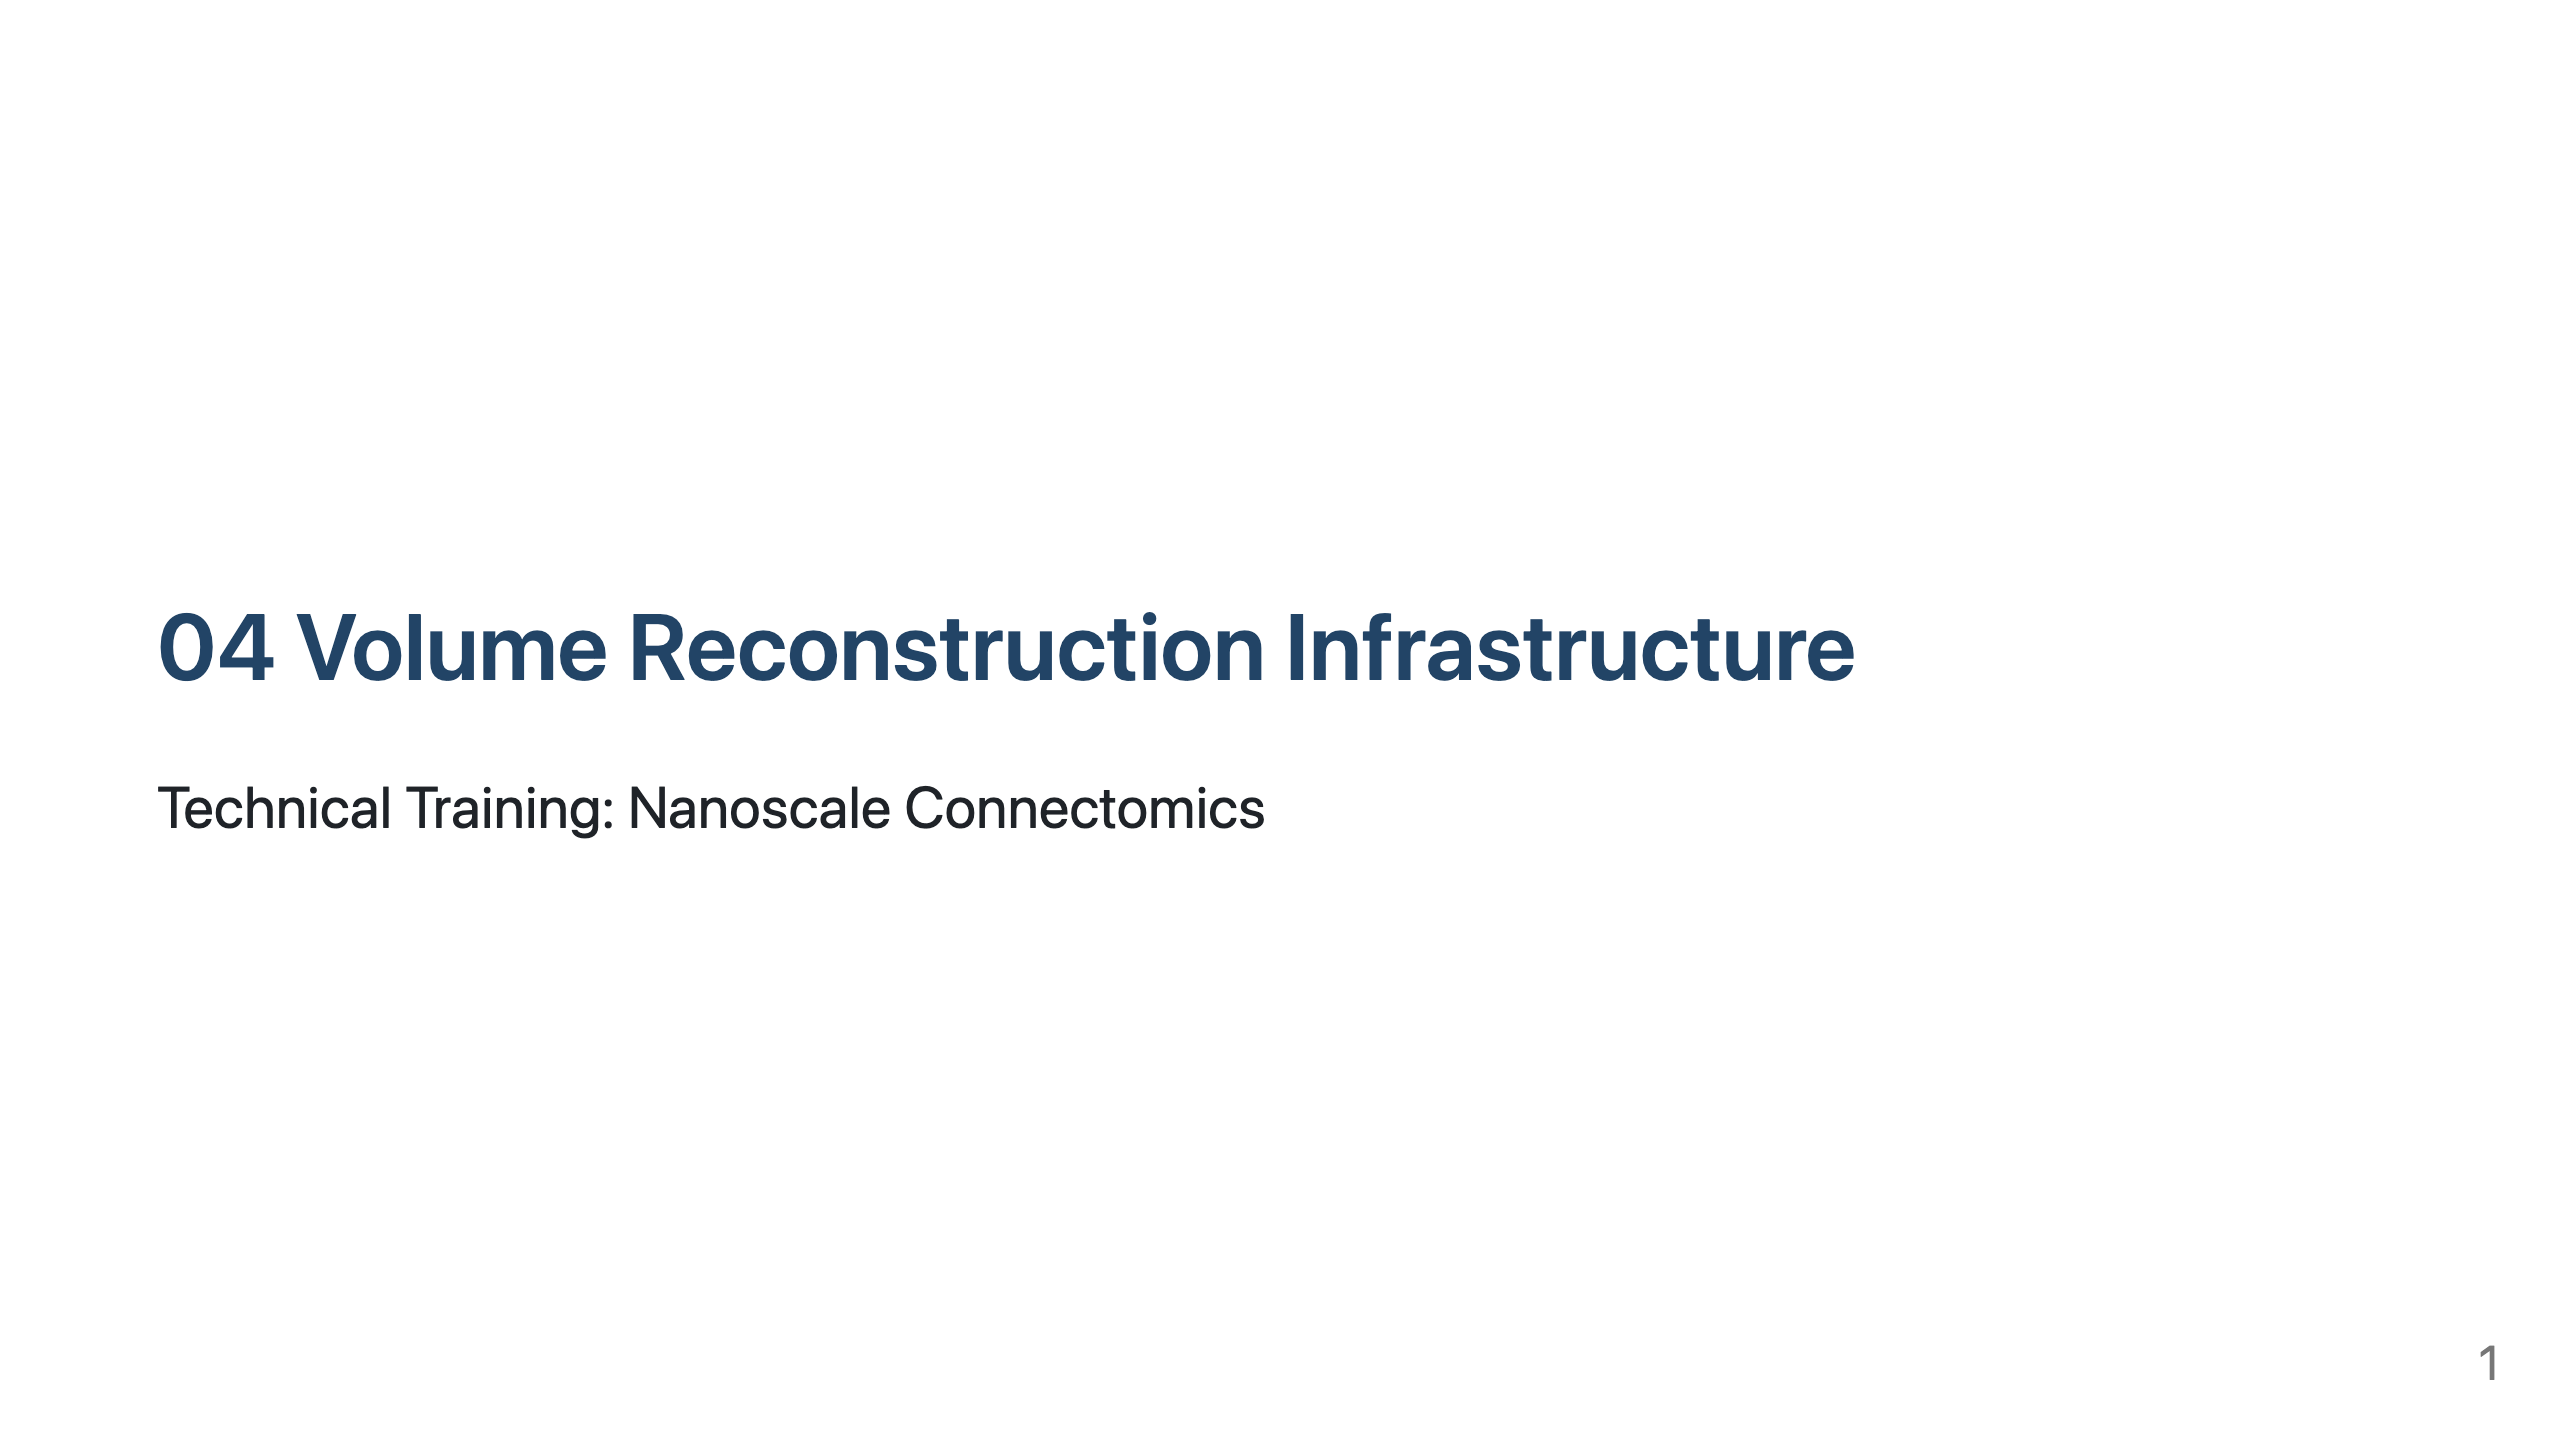 04 Volume Reconstruction Infrastructure
Technical Training: Nanoscale Connectomics
1